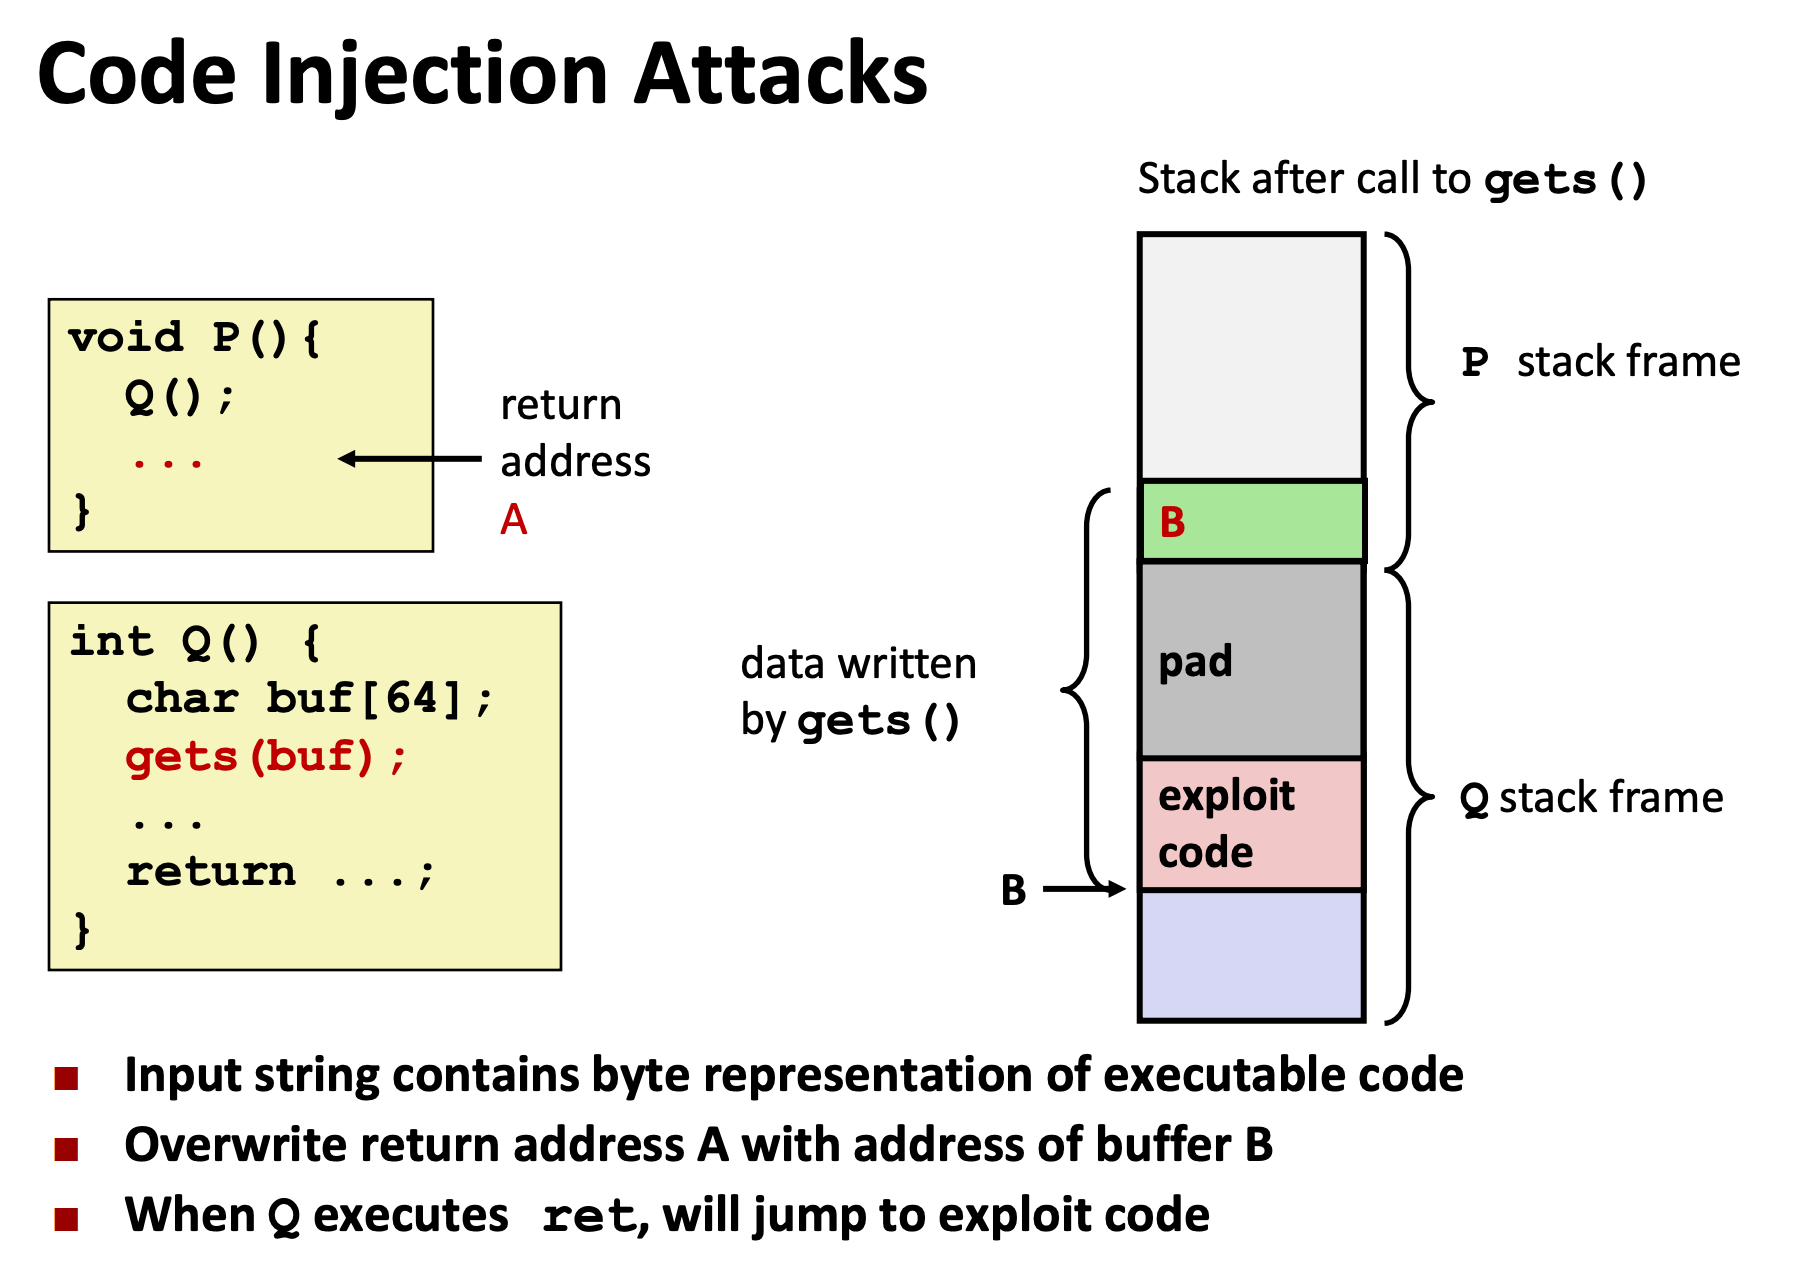 Code Injection Attacks
Stack after call to gets()
void P(){
Q();
...
}
return
address
A
int Q() {
char buf[64];
gets(buf);
...
return ...;
}
data written
by gets()
B
B
pad
exploit
code
P stack frame
Q stack frame
Input string contains byte representation of executable code
Overwrite return address A with address of buffer B
When Q executes ret, will jump to exploit code